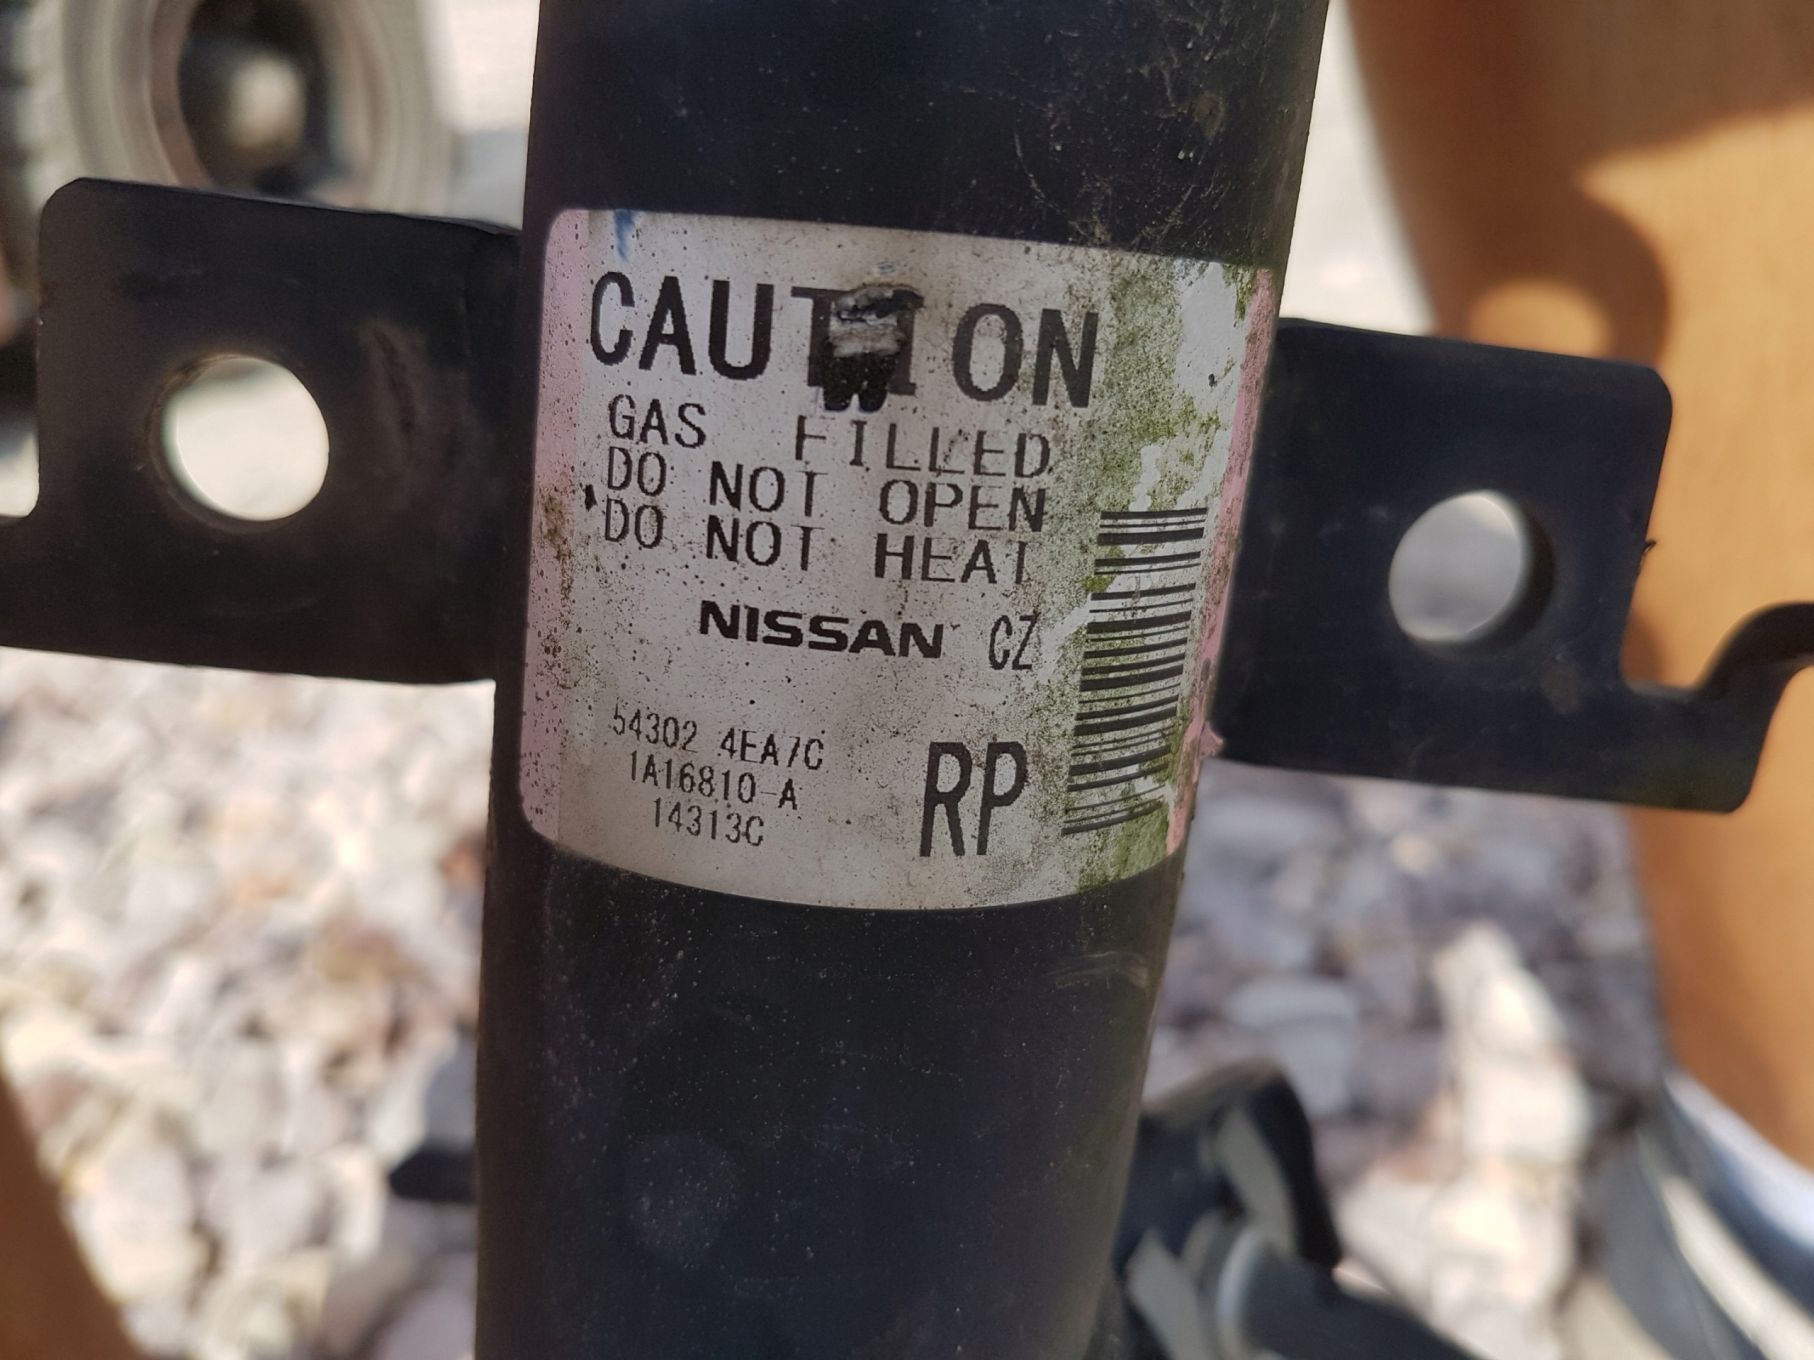 CAUTION
GAS FILLED
DO NOT OPEN
DO NOT HEAT
NISSAN CZ
54302 4EA7C
1A16810-A
14313C
RP